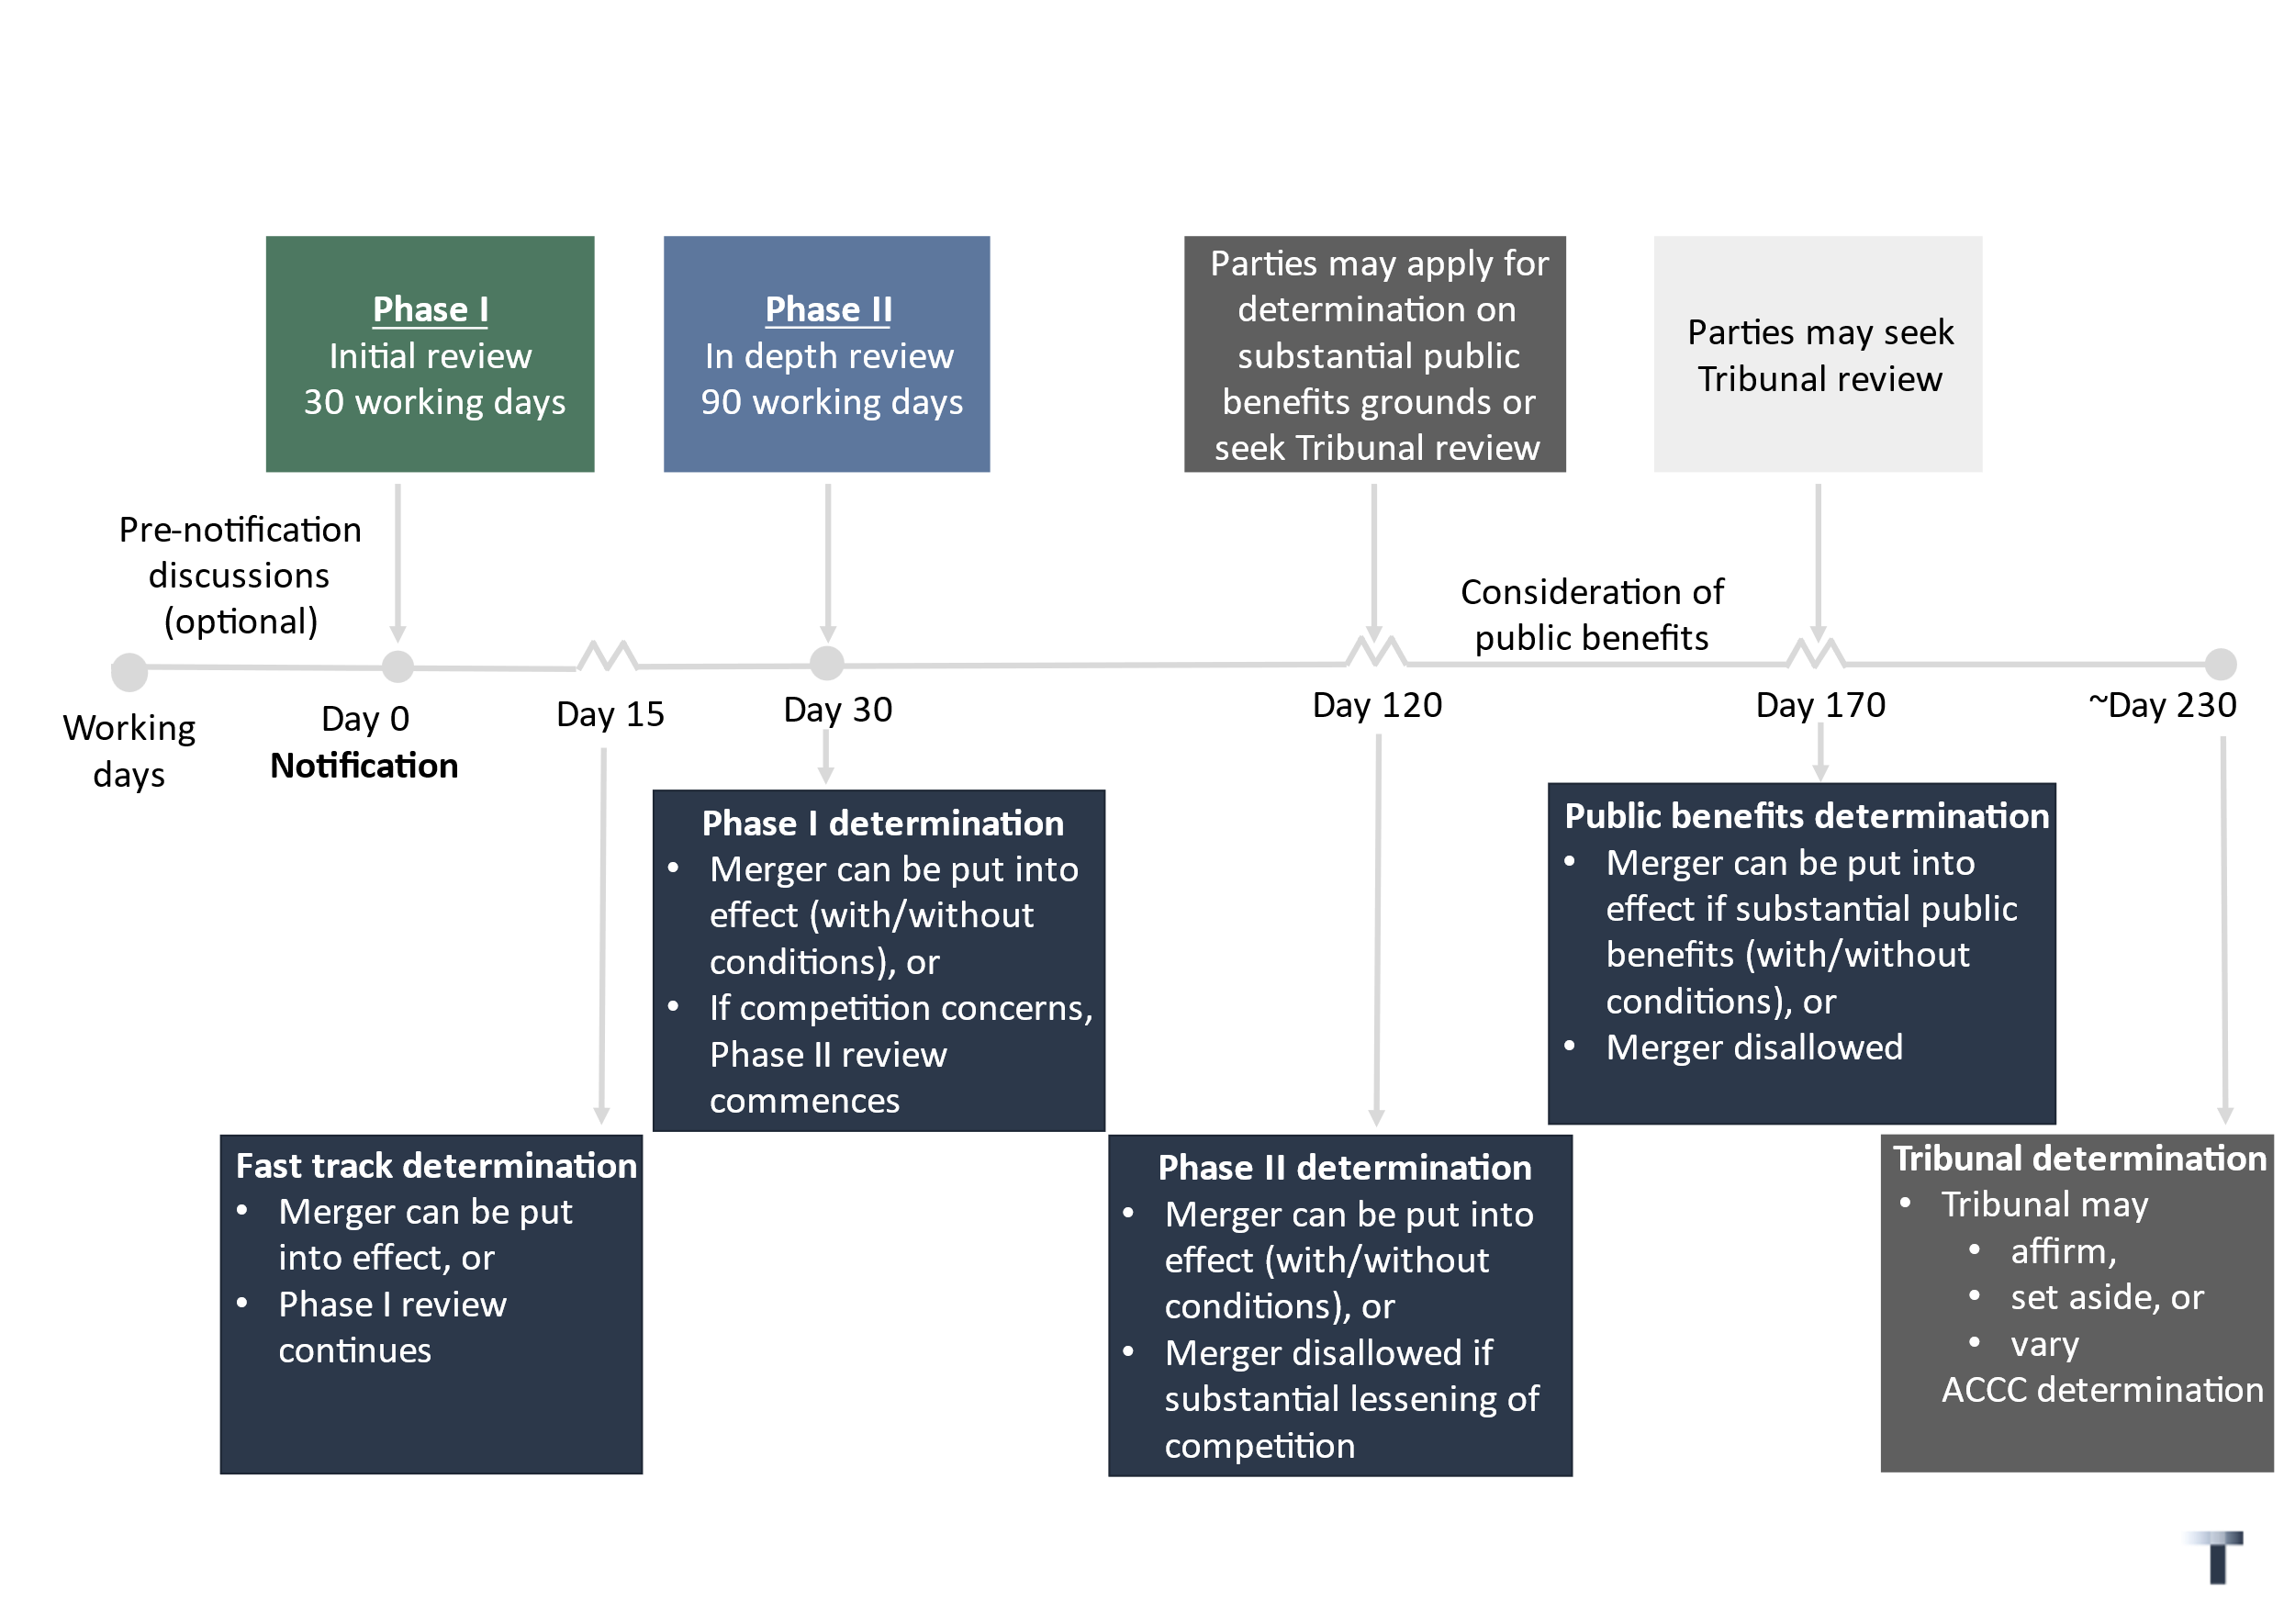 Phase I
Initial review
30 working days
Phase II
In depth review
90 working days
Parties may apply for
determination on
substantial public
benefits grounds or
seek Tribunal review
Parties may seek
Tribunal review
Pre-notification
discussions
(optional)
Consideration of
public benefits
Working
days
Day 0
Notification
Day 15
Day 30
Day 120
Day 170
~Day 230
Phase I determination
• Merger can be put into
effect (with/without
conditions), or
• If competition concerns,
Phase II review
commences
Public benefits determination
• Merger can be put into
effect if substantial public
benefits (with/without
conditions), or
• Merger disallowed
Fast track determination
• Merger can be put
into effect, or
• Phase I review
continues
Phase II determination
• Merger can be put into
effect (with/without
conditions), or
• Merger disallowed if
substantial lessening of
competition
Tribunal determination
• Tribunal may
• affirm,
• set aside, or
• vary
ACCC determination
T